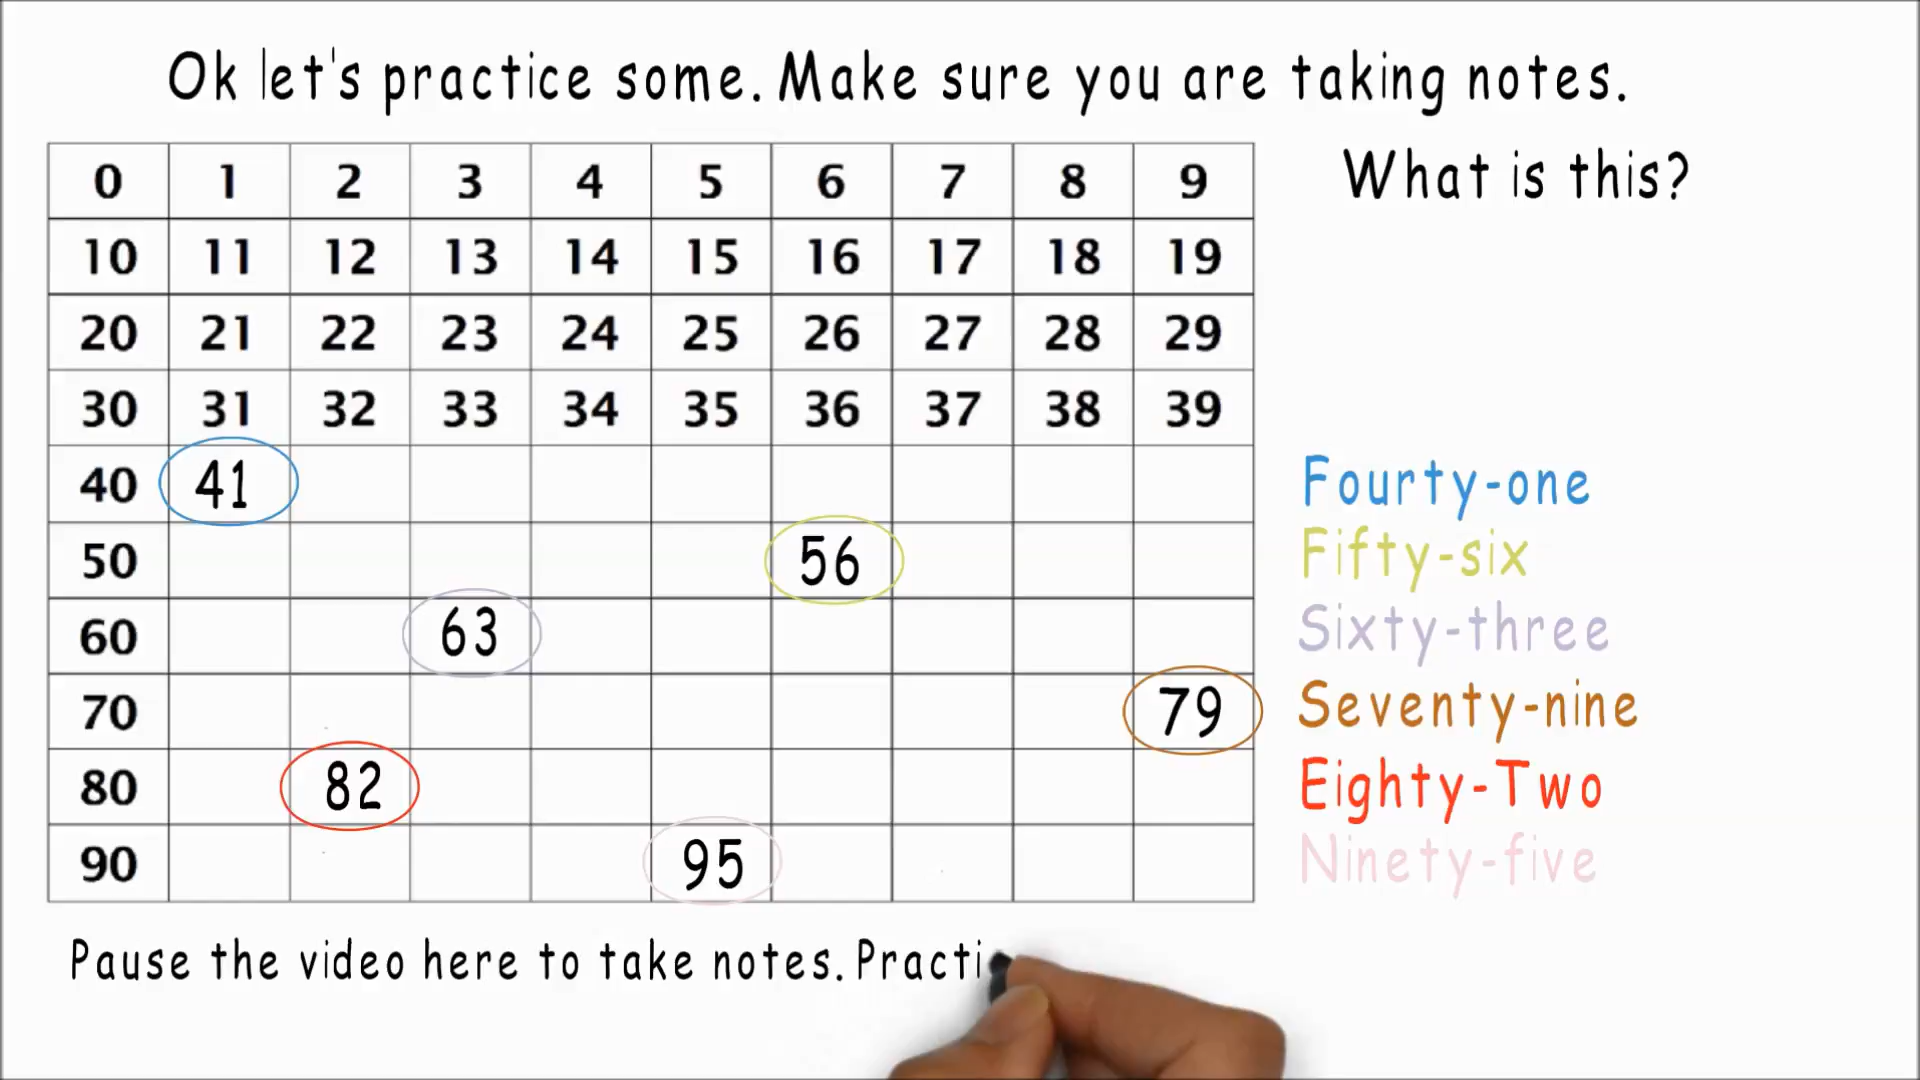 Ok let's practice some. Make sure you are taking notes.
What is this?
0 1 2 3 4 5 6 7 8 9
10 11 12 13 14 15 16 17 18 19
20 21 22 23 24 25 26 27 28 29
30 31 32 33 34 35 36 37 38 39
40 41 Fourty-one
50 56 Fifty-six
60 63 Sixty-three
70 79 Seventy-nine
80 82 Eighty-Two
90 95 Ninety-five
Pause the video here to take notes. Practi